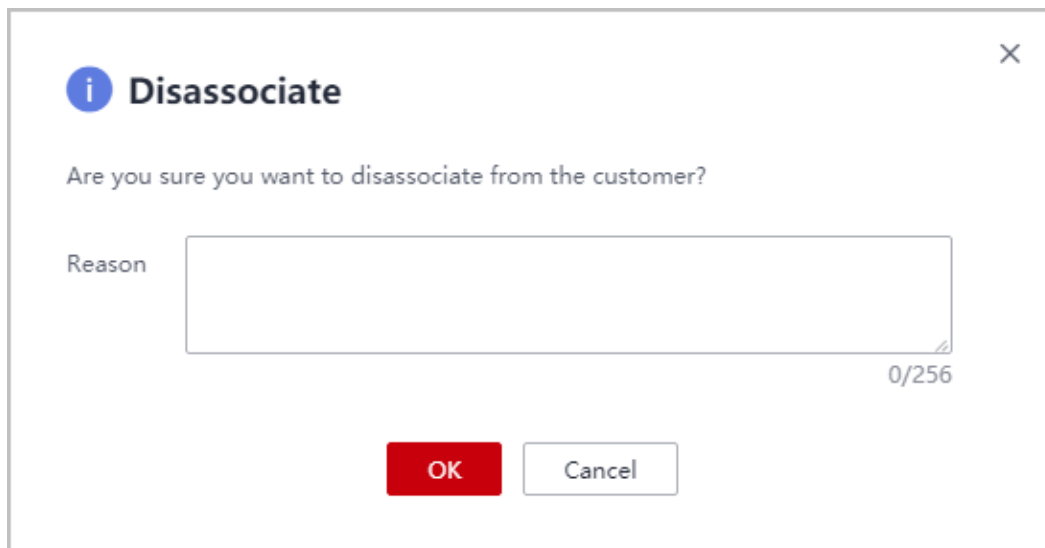 Disassociate
Are you sure you want to disassociate from the customer?
Reason
0/256
OK
Cancel